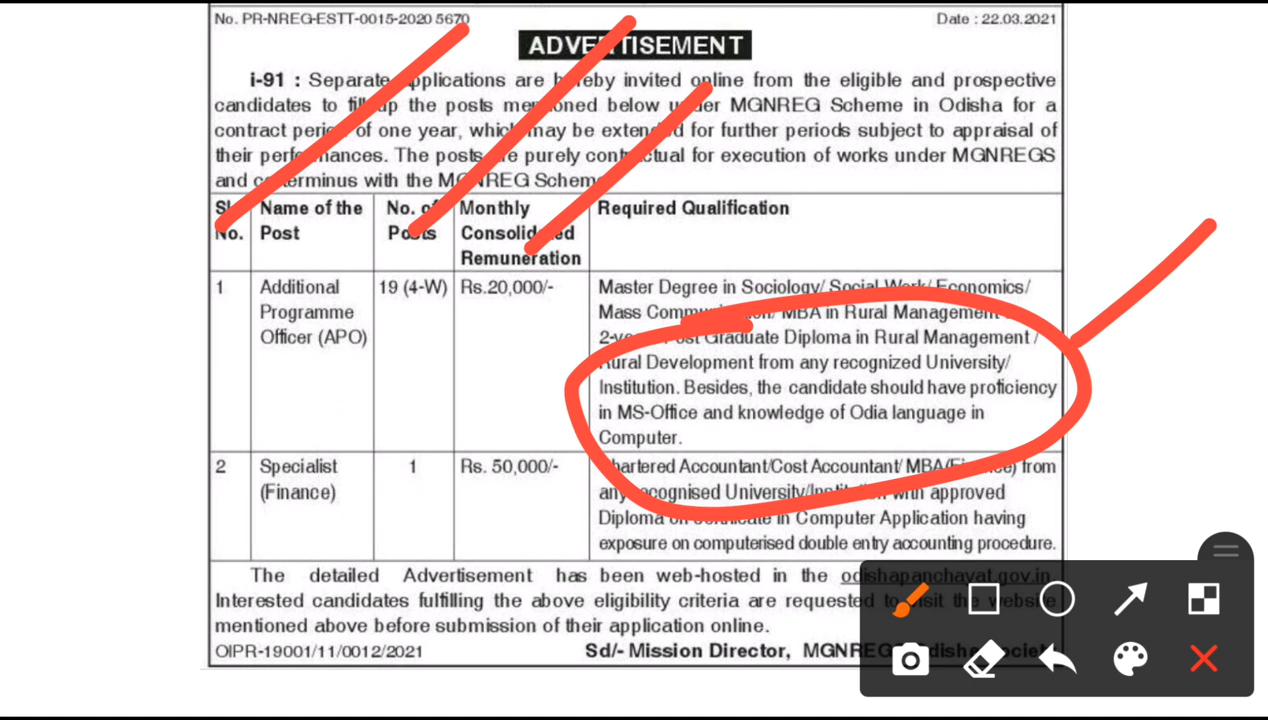 No. PR-NREG-ESTT-0015-2020 5670 Date : 22.03.2021
ADVERTISEMENT
i-91 : Separate applications are hereby invited online from the eligible and prospective
candidates to fill up the posts mentioned below under MGNREG Scheme in Odisha for a
contract period of one year, which may be extended for further periods subject to appraisal of
their performances. The posts are purely contractual for execution of works under MGNREGS
and coterminus with the MGNREG Scheme
Sl. No. Name of the Post No. of Posts Monthly Consolidated Remuneration Required Qualification
1 Additional Programme Officer (APO) 19 (4-W) Rs.20,000/- Master Degree in Sociology/ Social Work/ Economics/
Mass Communication/ MBA in Rural Management
2-years Post Graduate Diploma in Rural Management /
Rural Development from any recognized University/
Institution. Besides, the candidate should have proficiency
in MS-Office and knowledge of Odia language in
Computer.
2 Specialist (Finance) 1 Rs. 50,000/- Chartered Accountant/Cost Accountant/ MBA(Finance) from
any recognised University/Institution with approved
Diploma or Certificate in Computer Application having
exposure on computerised double entry accounting procedure.
The detailed Advertisement has been web-hosted in the odishapanchayat.gov.in
Interested candidates fulfilling the above eligibility criteria are requested to visit the website
mentioned above before submission of their application online.
OIPR-19001/11/0012/2021 Sd/- Mission Director, MGNREGS Odisha Society